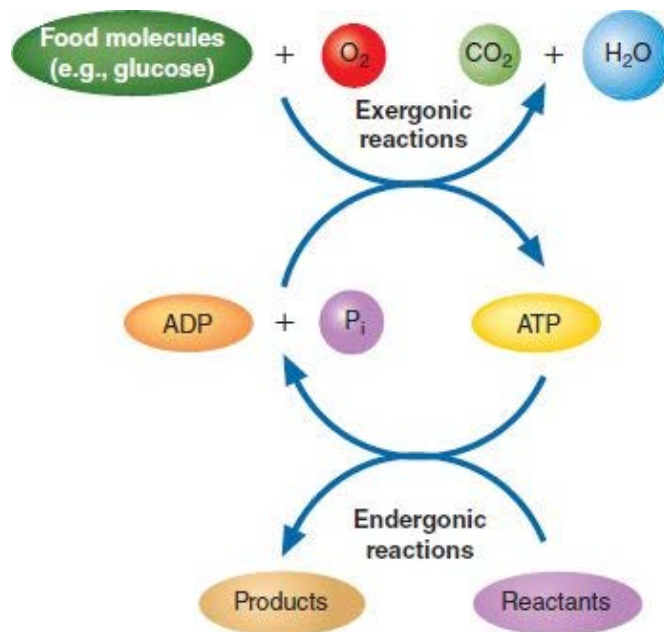 Food molecules
(e.g., glucose)
+
O₂
CO₂
+
H₂O
Exergonic
reactions
ADP
+
Pᵢ
ATP
Endergonic
reactions
Products
Reactants